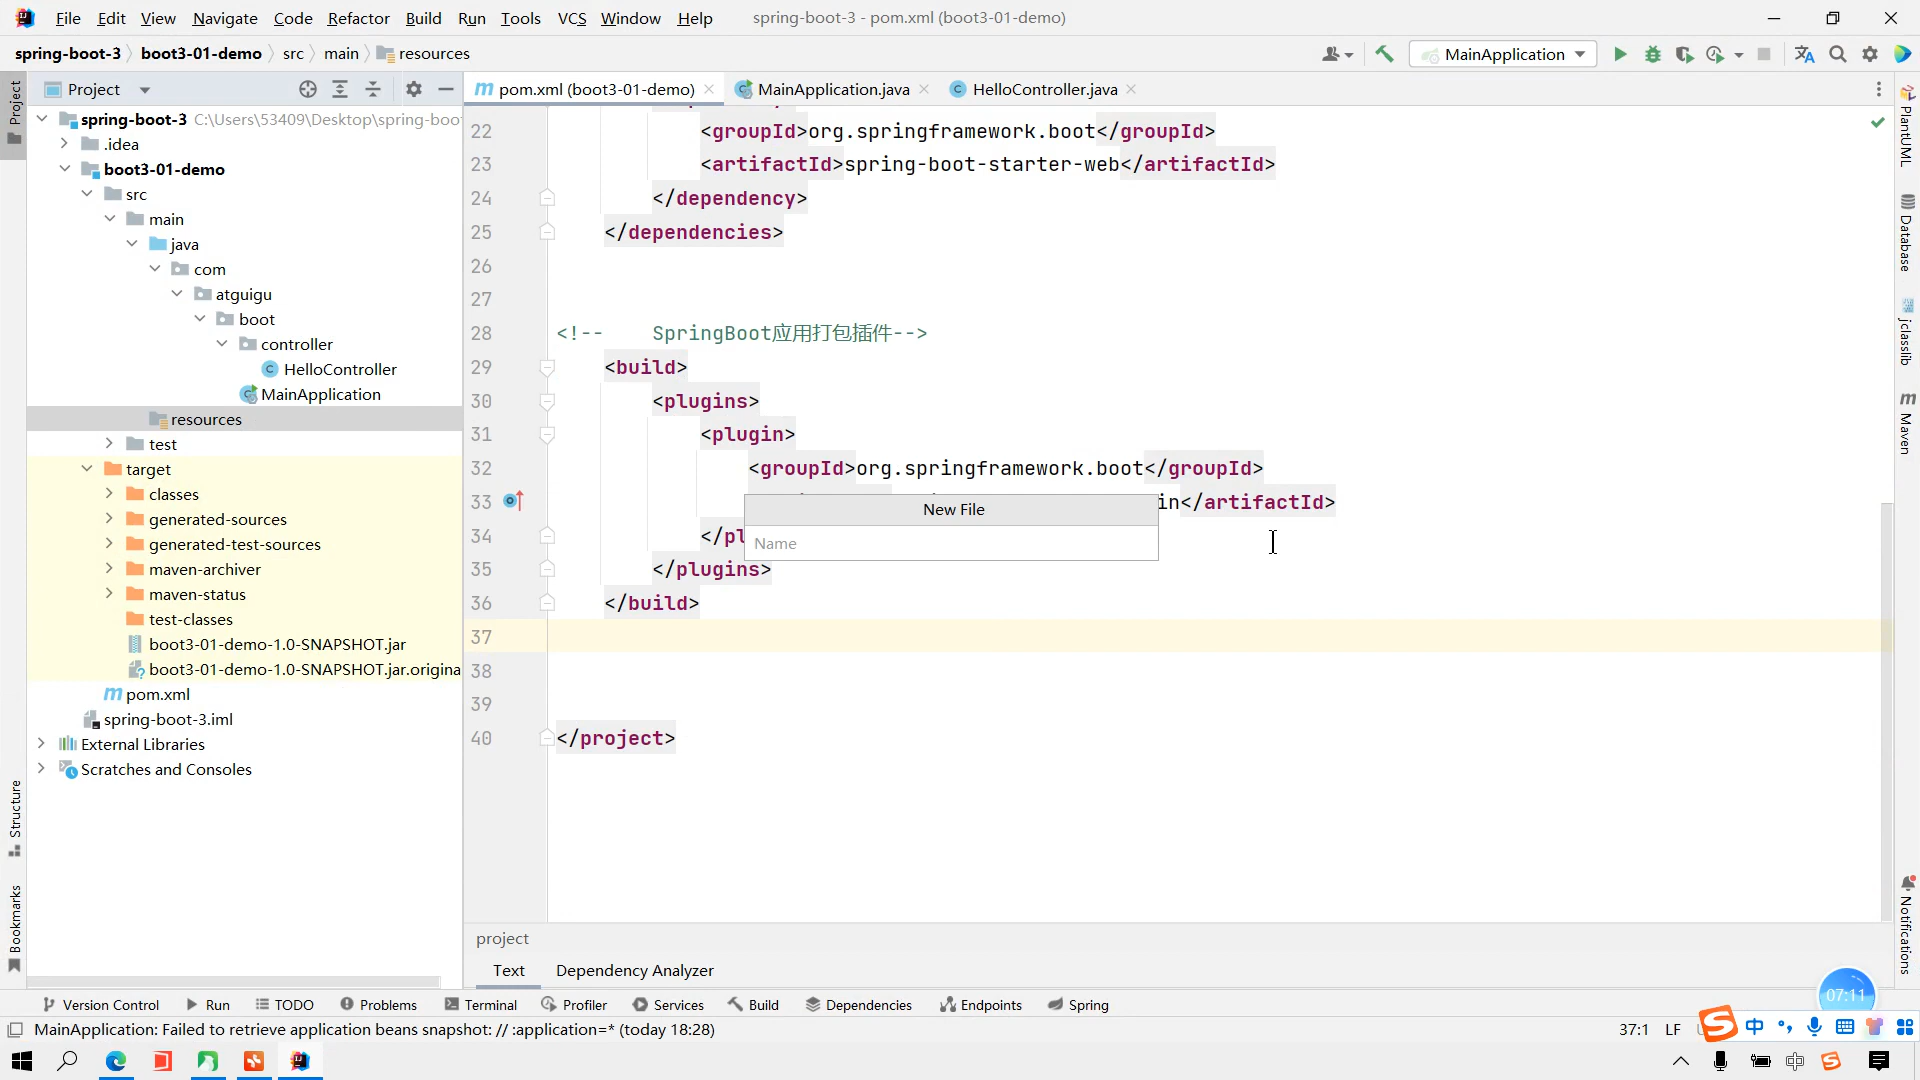 File Edit View Navigate Code Refactor Build Run Tools VCS Window Help spring-boot-3 - pom.xml (boot3-01-demo)
spring-boot-3 boot3-01-demo src main resources MainApplication
Project
pom.xml (boot3-01-demo) MainApplication.java HelloController.java
spring-boot-3 C:\Users\53409\Desktop\spring-boo
.idea
boot3-01-demo
src
main
java
com
atguigu
boot
controller
HelloController
MainApplication
resources
test
target
classes
generated-sources
generated-test-sources
maven-archiver
maven-status
test-classes
boot3-01-demo-1.0-SNAPSHOT.jar
boot3-01-demo-1.0-SNAPSHOT.jar.origina
pom.xml
spring-boot-3.iml
External Libraries
Scratches and Consoles
22 <groupId>org.springframework.boot</groupId>
23 <artifactId>spring-boot-starter-web</artifactId>
24 </dependency>
25 </dependencies>
26
27
28 <!-- SpringBoot应用打包插件-->
29 <build>
30 <plugins>
31 <plugin>
32 <groupId>org.springframework.boot</groupId>
33 in</artifactId>
34 </pl
35 </plugins>
36 </build>
37
38
39
40 </project>
New File
Name
project
Text Dependency Analyzer
Project
Structure
Bookmarks
PlantUML
Database
jclasslib
Maven
Notifications
Version Control Run TODO Problems Terminal Profiler Services Build Dependencies Endpoints Spring
07:11
MainApplication: Failed to retrieve application beans snapshot: // :application=* (today 18:28) 37:1 LF
中
中